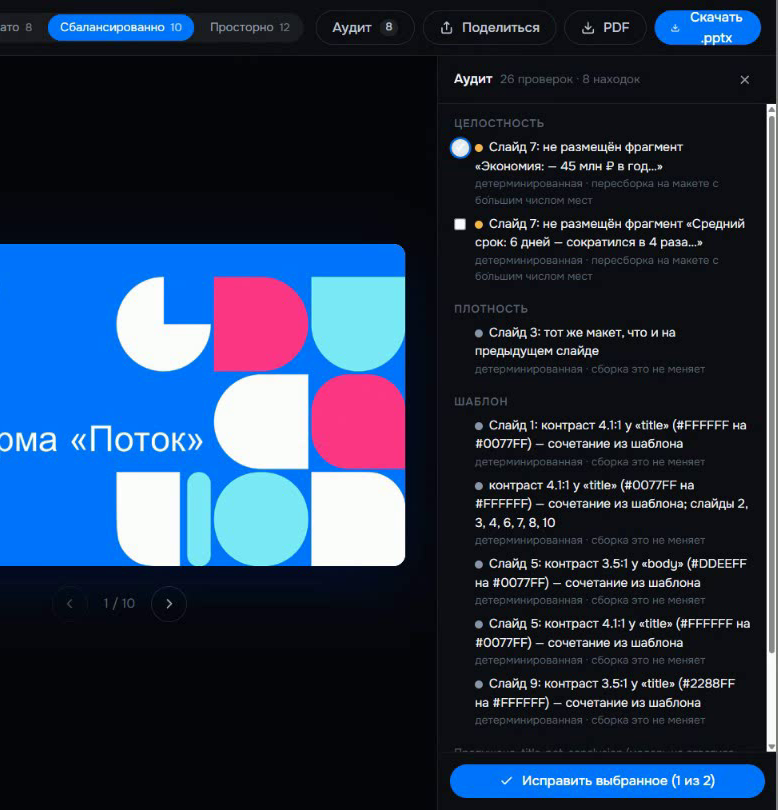 ато 8 Сбалансированно 10 Просторно 12 Аудит 8 Поделиться PDF Скачать .pptx
Аудит 26 проверок · 8 находок
ЦЕЛОСТНОСТЬ
Слайд 7: не размещён фрагмент
«Экономия: — 45 млн ₽ в год…»
детерминированная · пересборка на макете с
большим числом мест
Слайд 7: не размещён фрагмент «Средний
срок: 6 дней — сократился в 4 раза…»
детерминированная · пересборка на макете с
большим числом мест
ПЛОТНОСТЬ
Слайд 3: тот же макет, что и на
предыдущем слайде
детерминированная · сборка это не меняет
ШАБЛОН
Слайд 1: контраст 4.1:1 у «title» (#FFFFFF на
#0077FF) — сочетание из шаблона
детерминированная · сборка это не меняет
контраст 4.1:1 у «title» (#0077FF на
#FFFFFF) — сочетание из шаблона; слайды 2,
3, 4, 6, 7, 8, 10
детерминированная · сборка это не меняет
Слайд 5: контраст 3.5:1 у «body» (#DDEEFF
на #0077FF) — сочетание из шаблона
детерминированная · сборка это не меняет
Слайд 5: контраст 4.1:1 у «title» (#FFFFFF на
#0077FF) — сочетание из шаблона
детерминированная · сборка это не меняет
Слайд 9: контраст 3.5:1 у «title» (#2288FF
на #FFFFFF) — сочетание из шаблона
детерминированная · сборка это не меняет
Исправить выбранное (1 из 2)
рма «Поток»
1 / 10